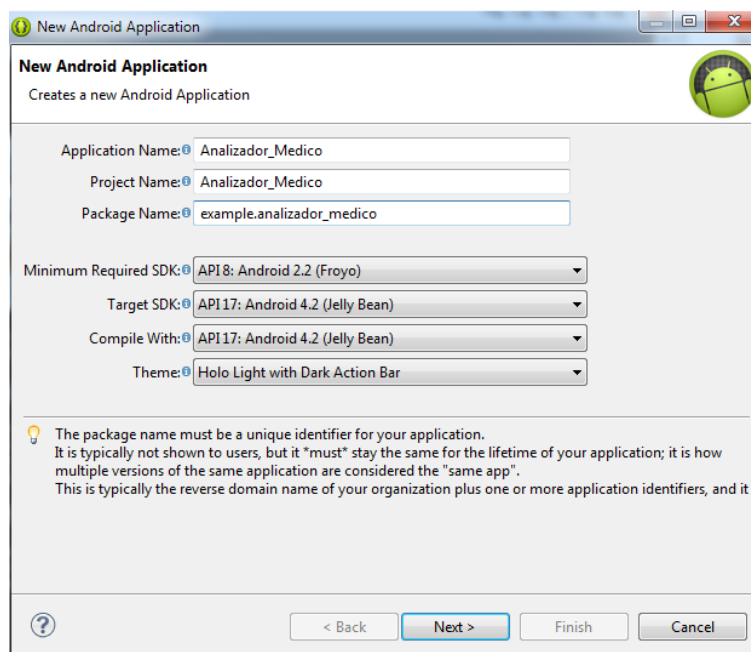 New Android Application
New Android Application
Creates a new Android Application
Application Name: Analizador_Medico
Project Name: Analizador_Medico
Package Name: example.analizador_medico
Minimum Required SDK: API 8: Android 2.2 (Froyo)
Target SDK: API 17: Android 4.2 (Jelly Bean)
Compile With: API 17: Android 4.2 (Jelly Bean)
Theme: Holo Light with Dark Action Bar
The package name must be a unique identifier for your application.
It is typically not shown to users, but it *must* stay the same for the lifetime of your application; it is how
multiple versions of the same application are considered the "same app".
This is typically the reverse domain name of your organization plus one or more application identifiers, and it
? < Back Next > Finish Cancel